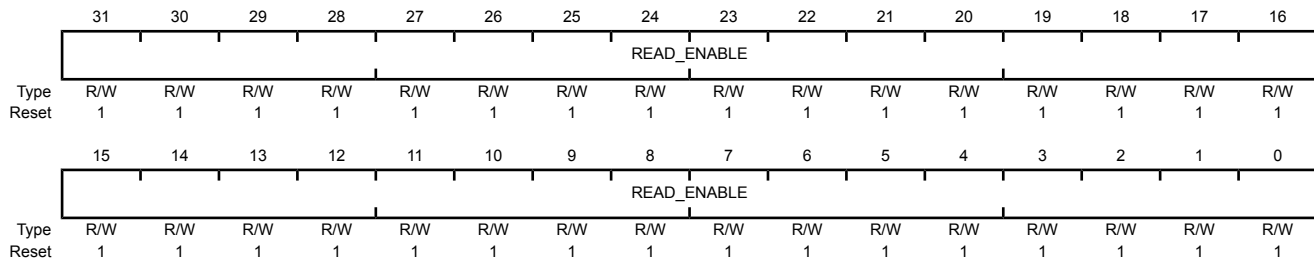 31 30 29 28 27 26 25 24 23 22 21 20 19 18 17 16
READ_ENABLE
Type R/W R/W R/W R/W R/W R/W R/W R/W R/W R/W R/W R/W R/W R/W R/W R/W
Reset 1 1 1 1 1 1 1 1 1 1 1 1 1 1 1 1
15 14 13 12 11 10 9 8 7 6 5 4 3 2 1 0
READ_ENABLE
Type R/W R/W R/W R/W R/W R/W R/W R/W R/W R/W R/W R/W R/W R/W R/W R/W
Reset 1 1 1 1 1 1 1 1 1 1 1 1 1 1 1 1